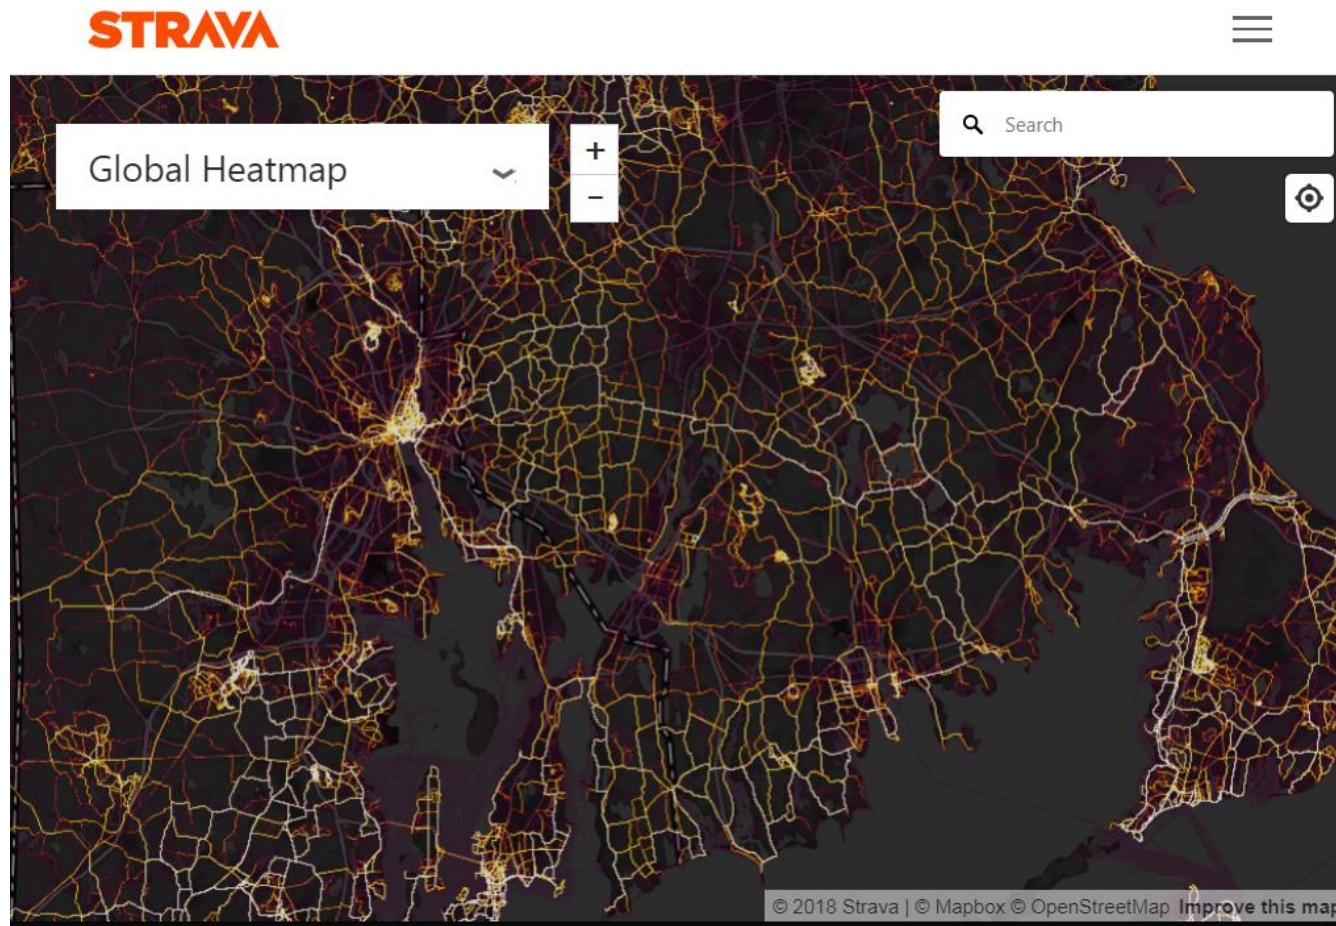 STRAVA
Search
Global Heatmap
+
−
© 2018 Strava | © Mapbox © OpenStreetMap Improve this map